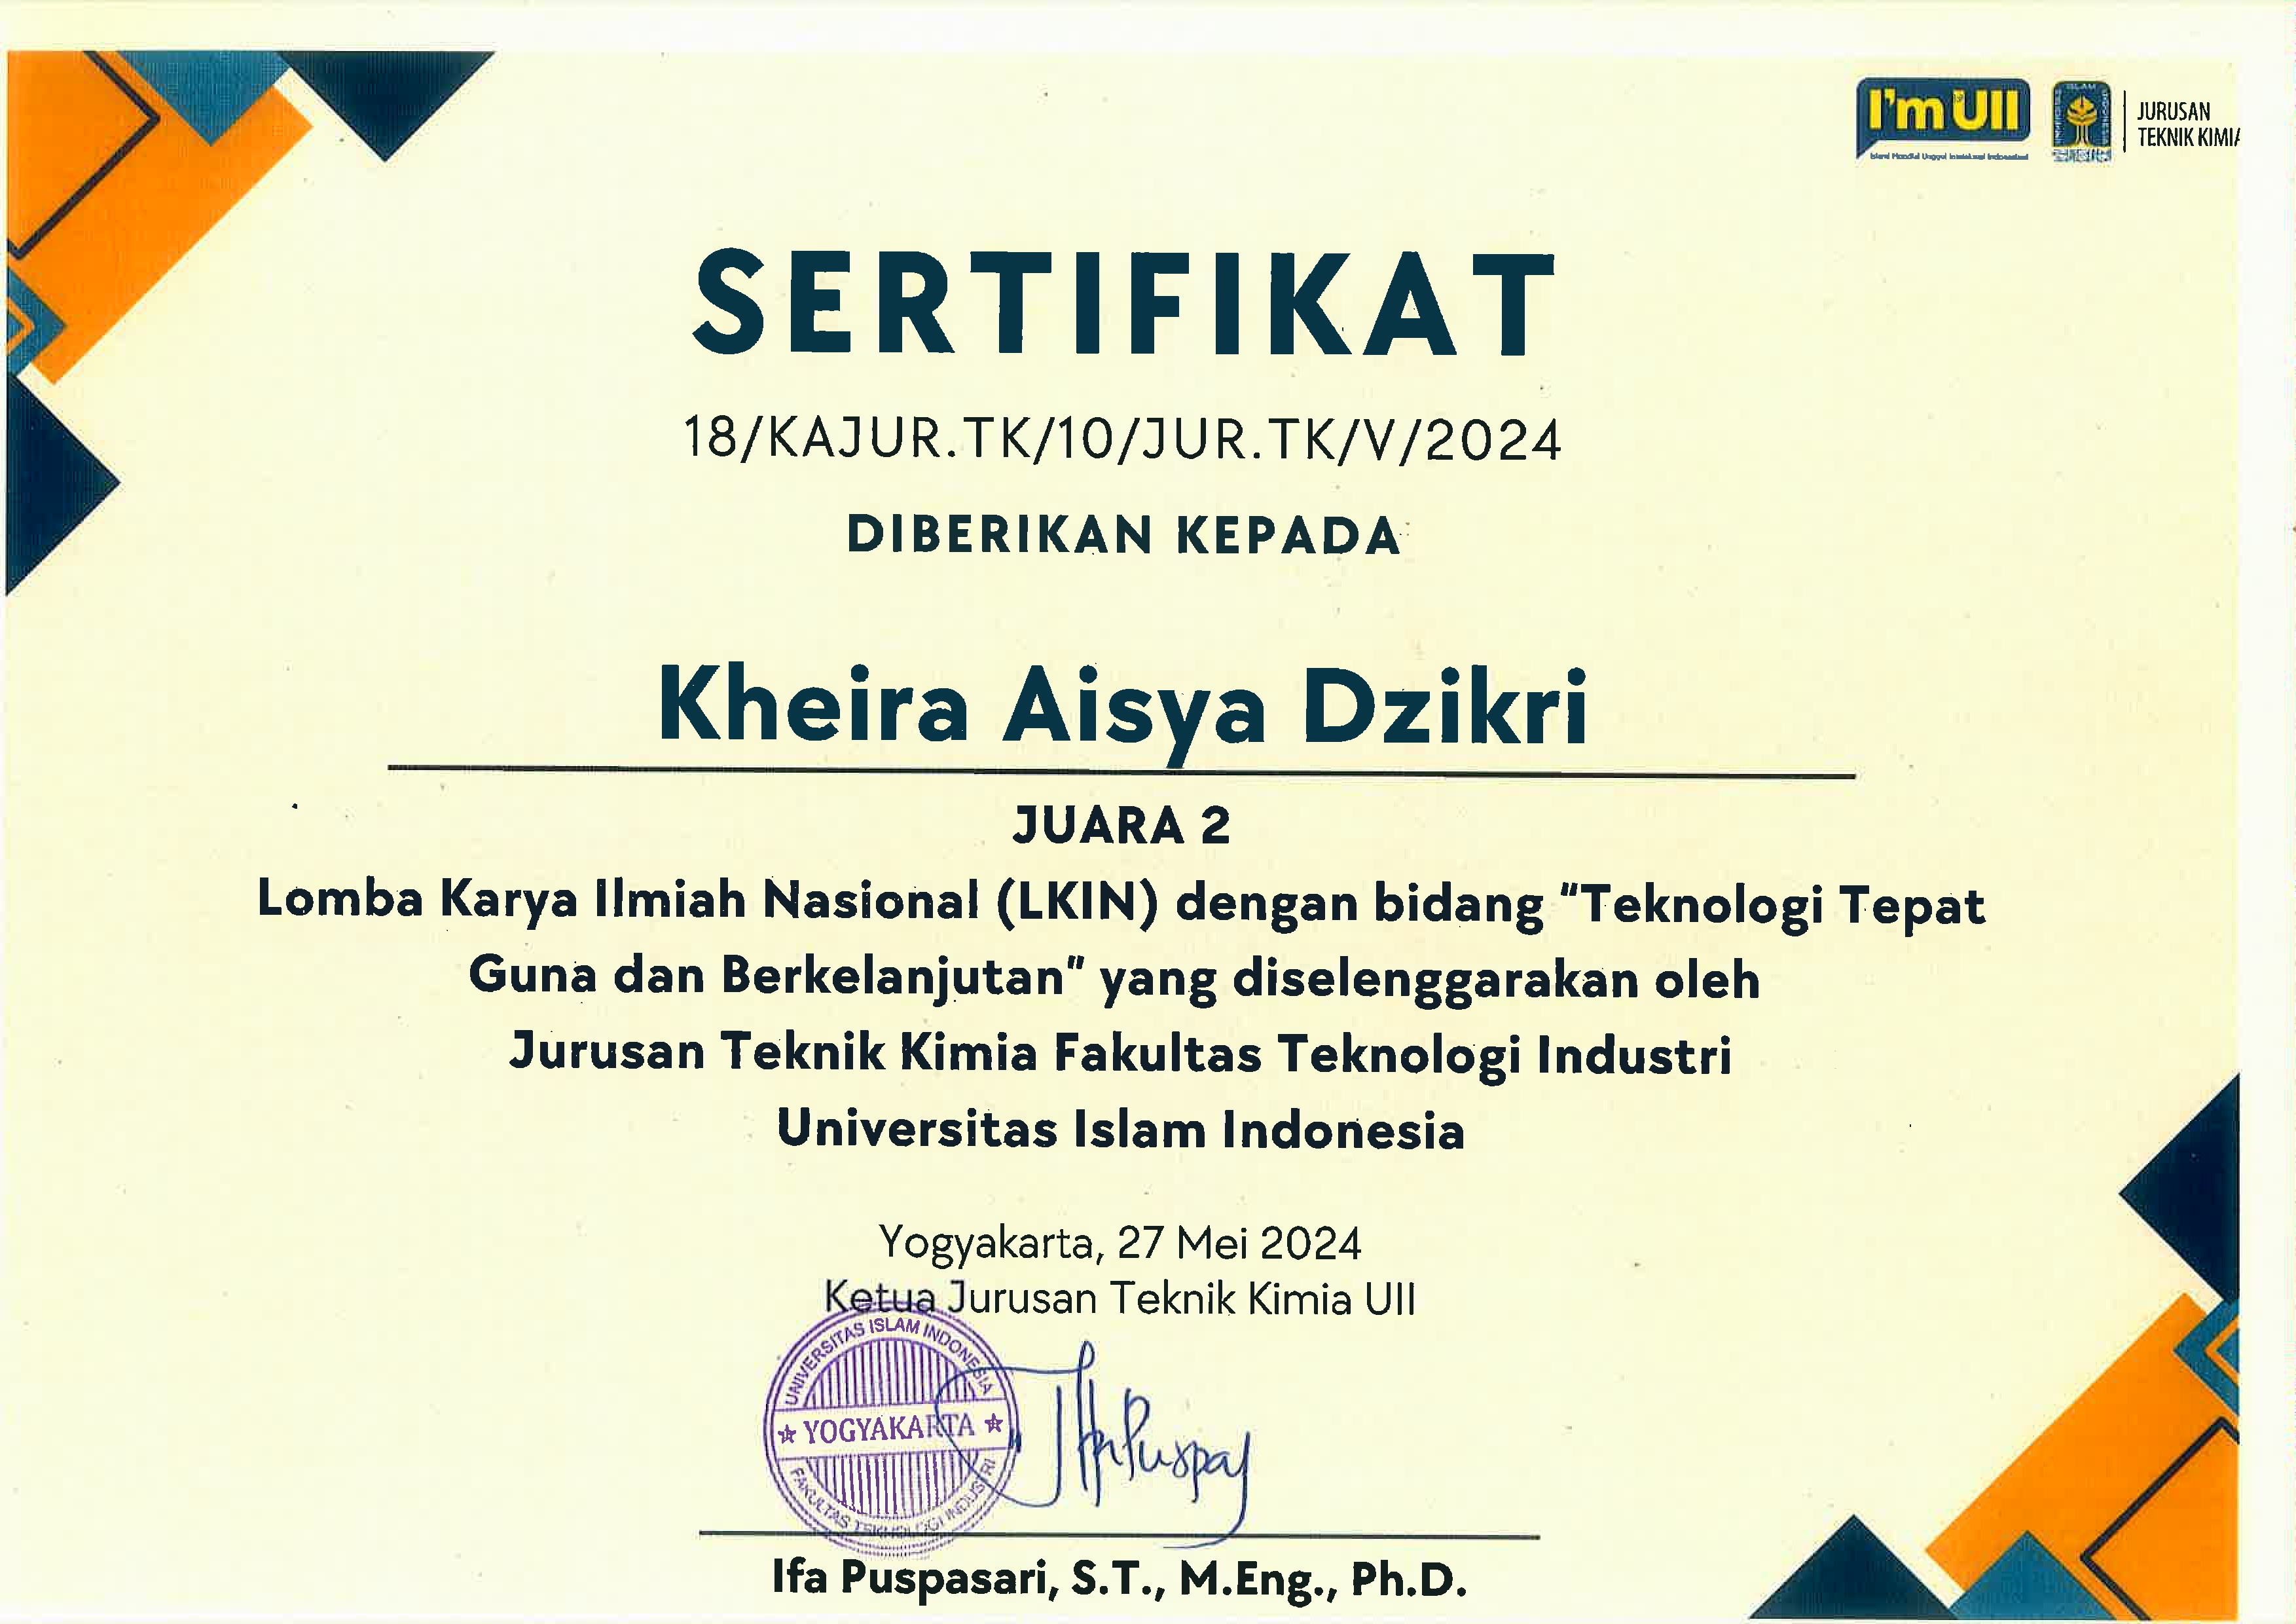 I'm UII
JURUSAN
TEKNIK KIMIA
SERTIFIKAT
18/KAJUR.TK/10/JUR.TK/V/2024
DIBERIKAN KEPADA
Kheira Aisya Dzikri
JUARA 2
Lomba Karya Ilmiah Nasional (LKIN) dengan bidang "Teknologi Tepat
Guna dan Berkelanjutan" yang diselenggarakan oleh
Jurusan Teknik Kimia Fakultas Teknologi Industri
Universitas Islam Indonesia
Yogyakarta, 27 Mei 2024
Ketua Jurusan Teknik Kimia UII
UNIVERSITAS ISLAM INDONESIA
YOGYAKARTA
FAKULTAS TEKNOLOGI INDUSTRI
Ifa Puspasari, S.T., M.Eng., Ph.D.